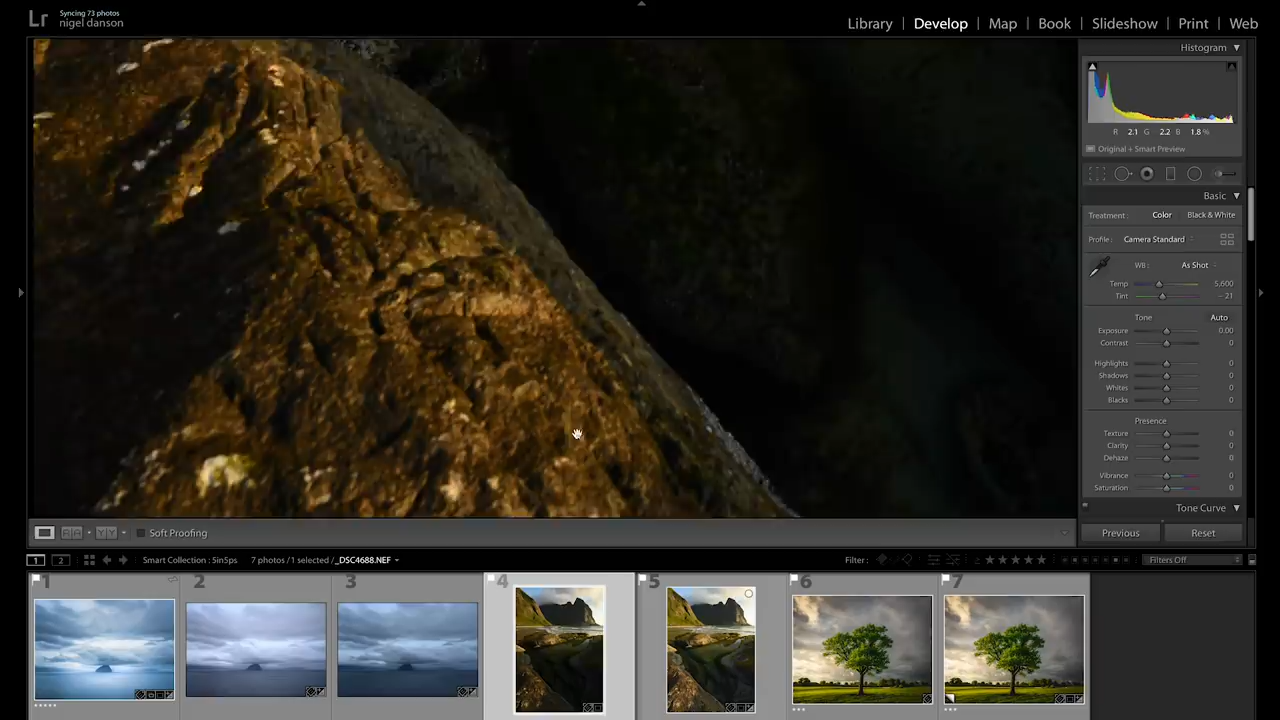 Lr
Syncing 73 photos
nigel danson
Library | Develop | Map | Book | Slideshow | Print | Web
Histogram
R 2.1 G 2.2 B 1.8 %
Original + Smart Preview
Basic
Treatment : Color Black & White
Profile : Camera Standard
WB : As Shot
Temp 5,600
Tint – 21
Tone Auto
Exposure 0.00
Contrast 0
Highlights 0
Shadows 0
Whites 0
Blacks 0
Presence
Texture 0
Clarity 0
Dehaze 0
Vibrance 0
Saturation 0
Tone Curve
Previous Reset
Soft Proofing
1 2 Smart Collection : Sin5ps 7 photos / 1 selected / _DSC4688.NEF Filter : Filters Off
1 2 3 4 5 6 7